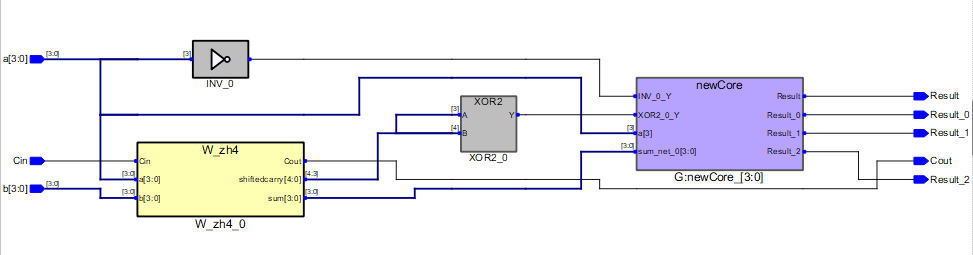 a[3:0]
[3:0]
[3]
INV_0
newCore
INV_0_Y
XOR2_0_Y
a[3]
[3]
sum_net_0[3:0]
[3:0]
Result
Result_0
Result_1
Result_2
G:newCore_[3:0]
Result
Result_0
Result_1
Cout
Result_2
XOR2
[3]
A
[4]
B
Y
XOR2_0
Cin
b[3:0]
[3:0]
W_zh4
Cin
[3:0]
a[3:0]
[3:0]
b[3:0]
Cout
shiftedcarry[4:0]
[4:3]
sum[3:0]
[3:0]
W_zh4_0